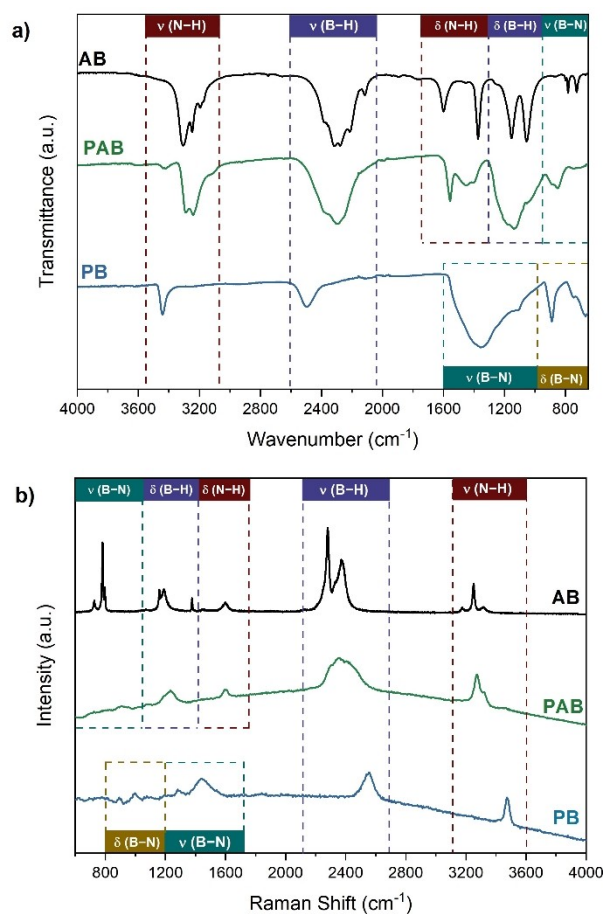 a)
ν (N–H) ν (B–H) δ (N–H) δ (B–H) ν (B–N)
AB
PAB
PB
Transmittance (a.u.)
ν (B–N) δ (B–N)
4000 3600 3200 2800 2400 2000 1600 1200 800
Wavenumber (cm⁻¹)
b)
ν (B–N) δ (B–H) δ (N–H) ν (B–H) ν (N–H)
AB
PAB
PB
Intensity (a.u.)
δ (B–N) ν (B–N)
800 1200 1600 2000 2400 2800 3200 3600 4000
Raman Shift (cm⁻¹)